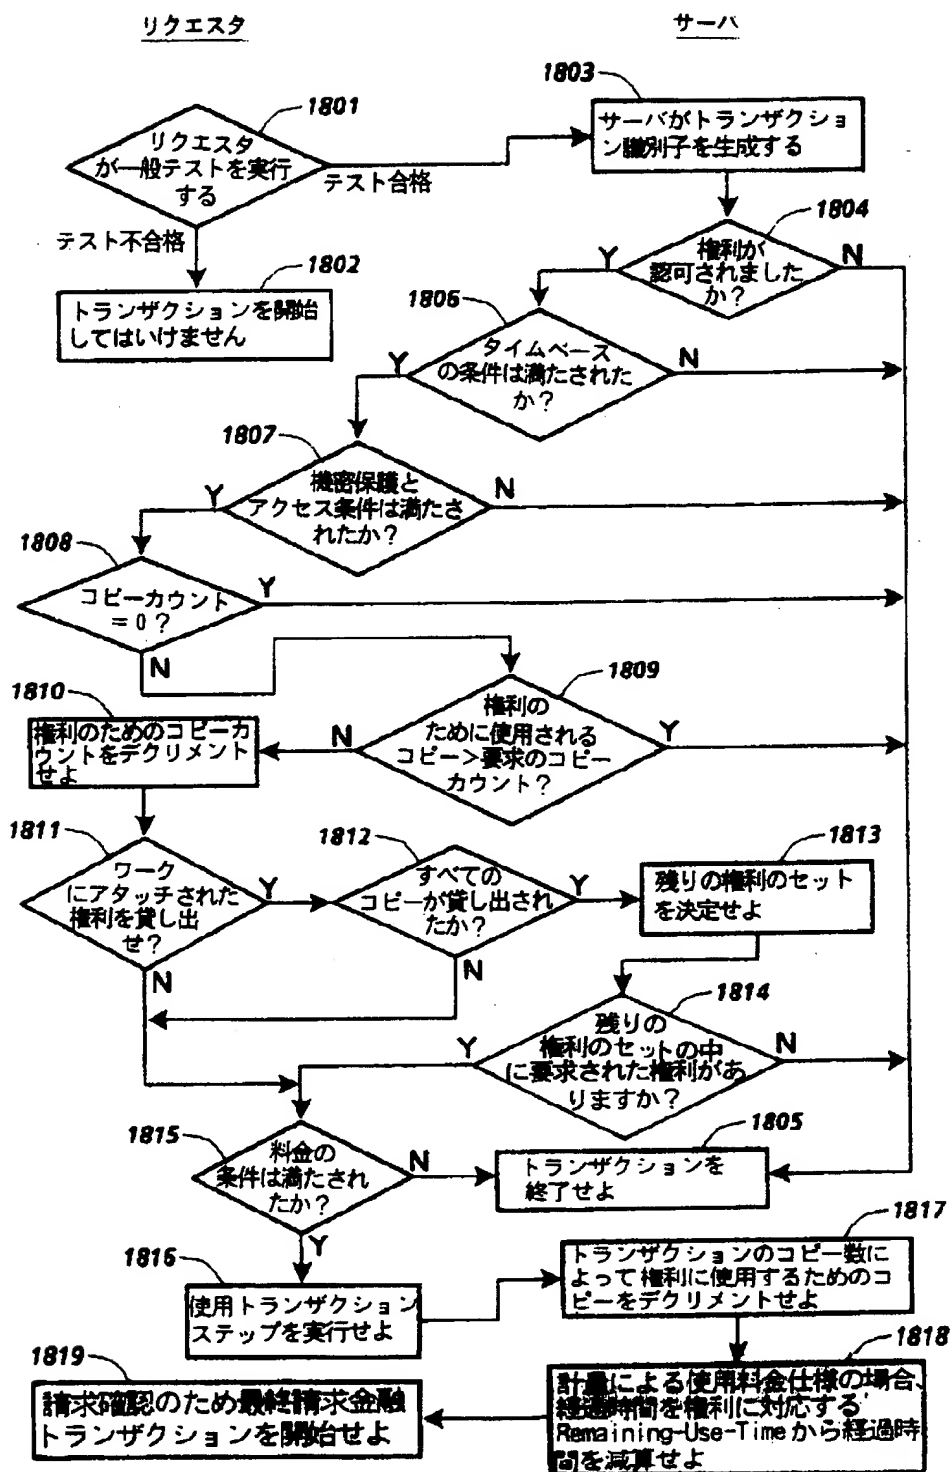 リクエスタ
サーバ
1801
リクエスタ
が一般テストを実行
する
テスト合格
テスト不合格
1802
トランザクションを開始
してはいけません
1803
サーバがトランザクショ
ン識別子を生成する
1804
権利が
認可されました
か？
Y
N
1806
タイムベース
の条件は満たされた
か？
Y
N
1807
機密保護と
アクセス条件は満たさ
れたか？
Y
N
1808
コピーカウント
＝0？
Y
N
1809
権利の
ために使用される
コピー＞要求のコピー
カウント？
N
Y
1810
権利のためのコピーカ
ウントをデクリメント
せよ
1811
ワーク
にアタッチされた
権利を貸し出
せ？
Y
N
1812
すべての
コピーが貸し出され
たか？
Y
N
1813
残りの権利のセット
を決定せよ
1814
残りの
権利のセットの中
に要求された権利があ
りますか？
Y
N
1815
料金の
条件は満たされ
たか？
N
Y
1805
トランザクションを
終了せよ
1816
使用トランザクション
ステップを実行せよ
1817
トランザクションのコピー数に
よって権利に使用するためのコ
ピーをデクリメントせよ
1818
計量による使用料金仕様の場合、
経過時間を権利に対応する
Remaining-Use-Timeから経過時
間を減算せよ
1819
請求確認のため最終請求金融
トランザクションを開始せよ